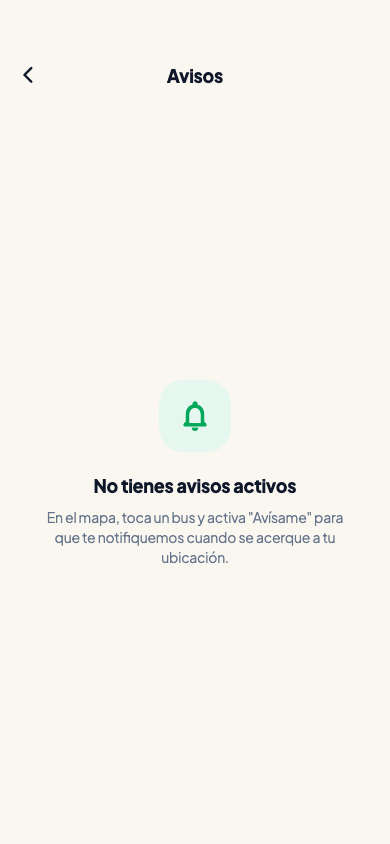 Avisos
No tienes avisos activos
En el mapa, toca un bus y activa "Avísame" para
que te notifiquemos cuando se acerque a tu
ubicación.